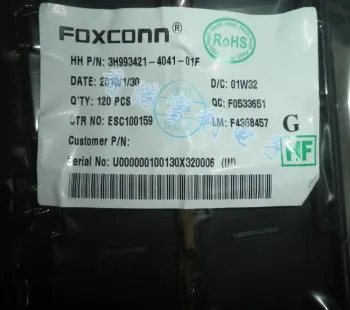 FOXCONN®
RoHS
HH P/N: 3H993421-4041-01F
DATE: 2010/1/30 D/C: 01W32
Q'TY: 120 PCS QC: F0533651
CTR NO: ESC100159 LM: F4368457 G
HF
Customer P/N:
Serial No: U000000100130X320006 (IN)